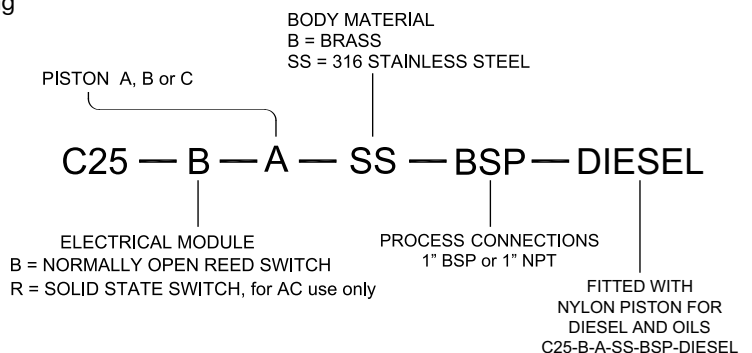 BODY MATERIAL
B = BRASS
SS = 316 STAINLESS STEEL
PISTON A, B or C
C25 — B — A — SS — BSP — DIESEL
ELECTRICAL MODULE
B = NORMALLY OPEN REED SWITCH
R = SOLID STATE SWITCH, for AC use only
PROCESS CONNECTIONS
1” BSP or 1” NPT
FITTED WITH
NYLON PISTON FOR
DIESEL AND OILS
C25-B-A-SS-BSP-DIESEL